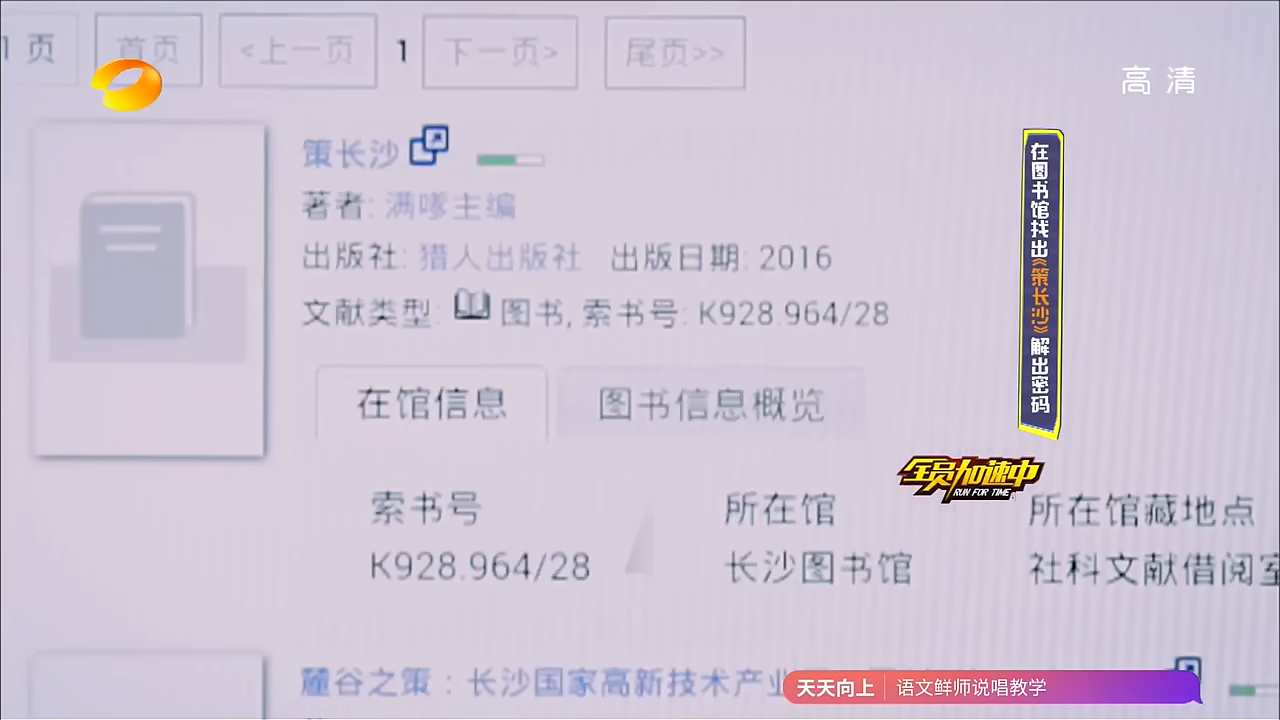 1 页 首页 <上一页 1 下一页> 尾页>>
高清
策长沙
著者: 满嗲主编
出版社: 猎人出版社 出版日期: 2016
文献类型: 图书, 索书号: K928.964/28
在馆信息 图书信息概览
在图书馆找出《策长沙》解出密码
全员加速中
RUN FOR TIME
索书号 所在馆 所在馆藏地点
K928.964/28 长沙图书馆 社科文献借阅室
麓谷之策：长沙国家高新技术产业
天天向上 语文鲜师说唱教学